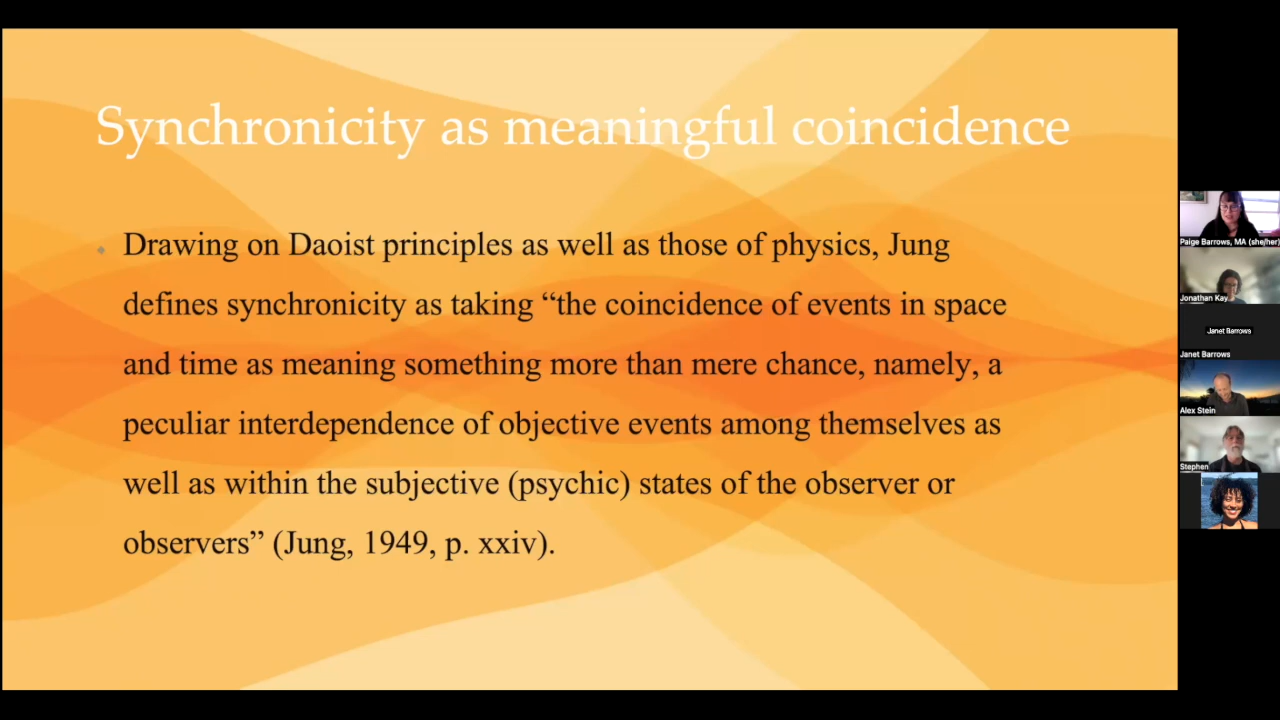 Synchronicity as meaningful coincidence
Drawing on Daoist principles as well as those of physics, Jung
defines synchronicity as taking “the coincidence of events in space
and time as meaning something more than mere chance, namely, a
peculiar interdependence of objective events among themselves as
well as within the subjective (psychic) states of the observer or
observers” (Jung, 1949, p. xxiv).
Paige Barrows, MA (she/her)
Jonathan Kay
Janet Barrows
Janet Barrows
Alex Stein
Stephen